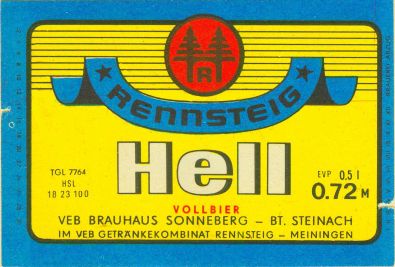 R
RENNSTEIG
Hell
TGL 7764
HSL
18 23 100
EVP 0.5 l
0.72 M
VOLLBIER
VEB BRAUHAUS SONNEBERG – BT. STEINACH
IM VEB GETRÄNKEKOMBINAT RENNSTEIG – MEININGEN